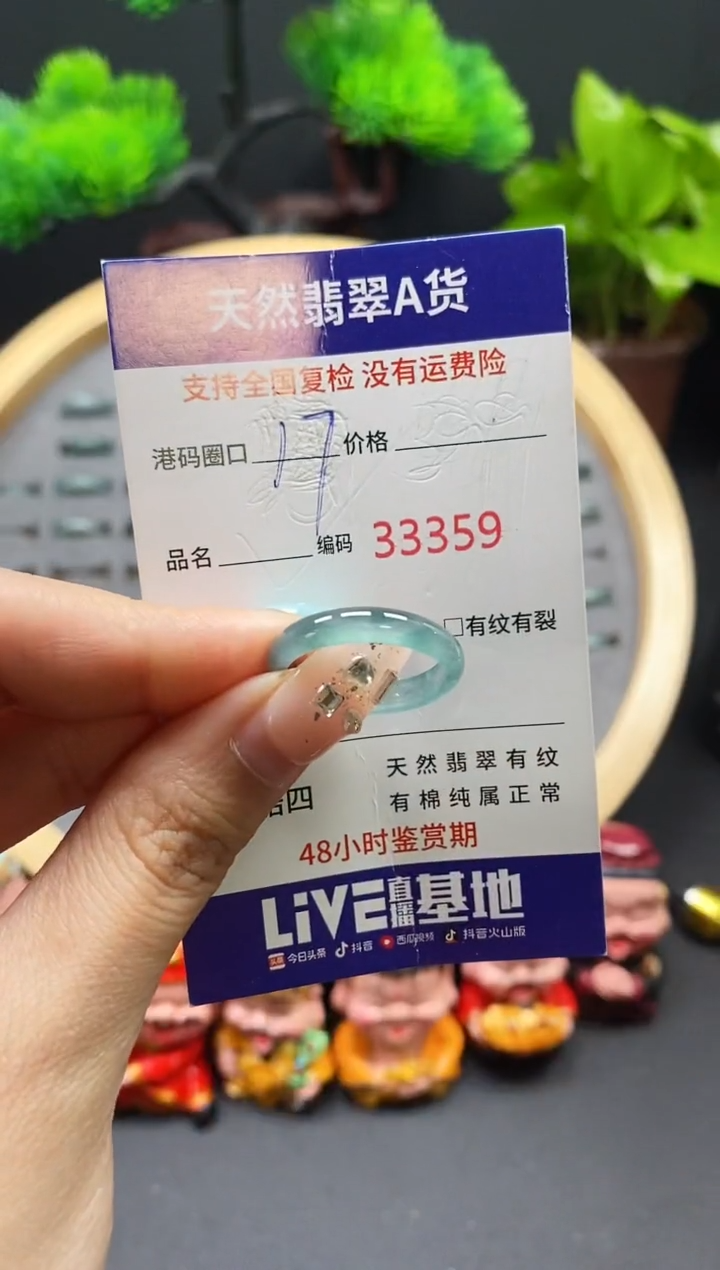 天然翡翠A货
支持全国复检 没有运费险
港码圈口 17 价格
品名 编码 33359
□有纹有裂
天然翡翠有纹
四 有棉纯属正常
48小时鉴赏期
LiVE直播基地
头条 今日头条 抖音 西瓜视频 抖音火山版